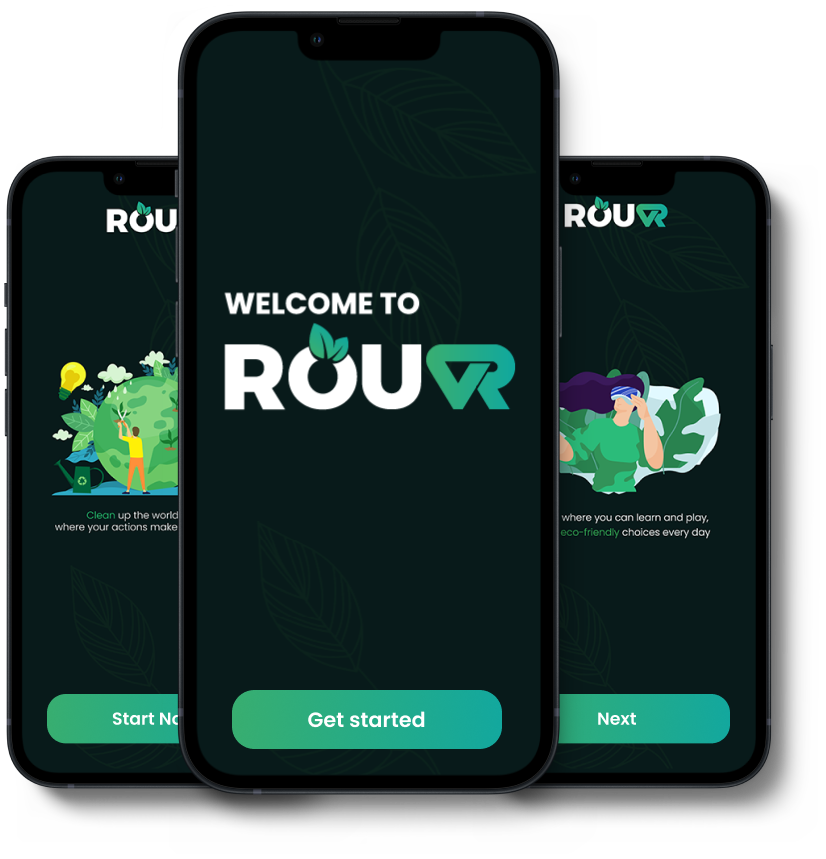 WELCOME TO
ROUVR
Get started
ROU
Clean up the world
where your actions make
Start
ROUVR
where you can learn and play,
eco-friendly choices every day
Next